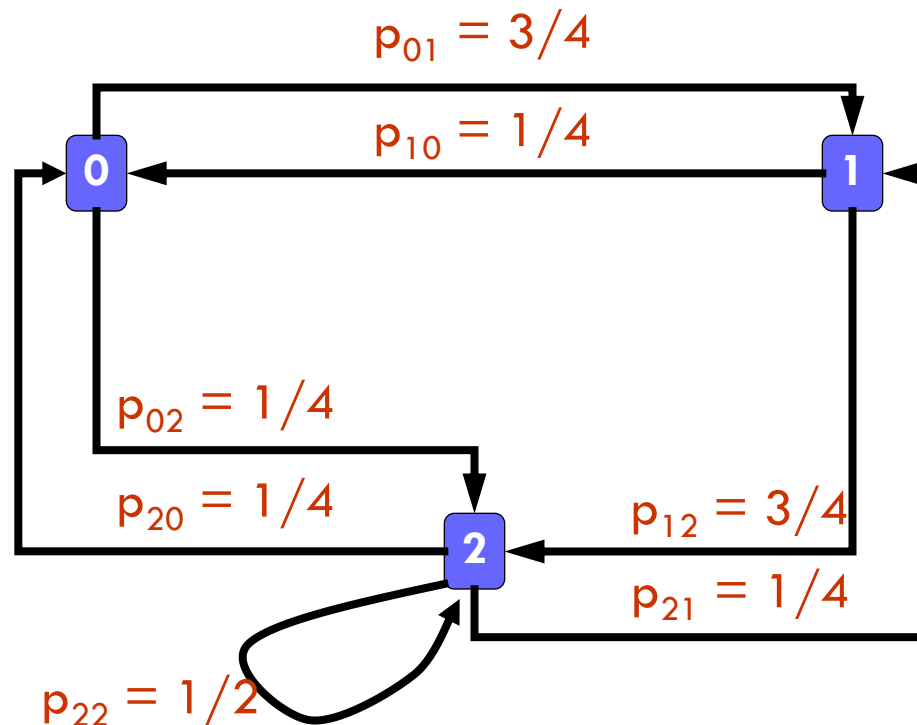 p₀₁ = 3/4
p₁₀ = 1/4
0
1
p₀₂ = 1/4
p₂₀ = 1/4
p₁₂ = 3/4
2
p₂₁ = 1/4
p₂₂ = 1/2